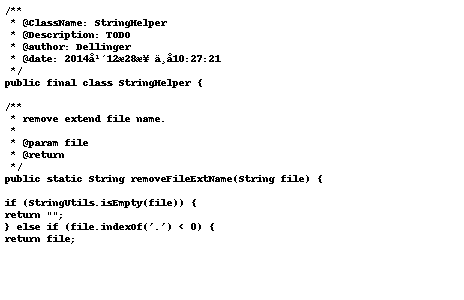 /**
* @ClassName: StringHelper
* @Description: TODO
* @author: Dellinger
* @date: 2014å¹´12æ28æ¥ ä¸å10:27:21
*/
public final class StringHelper {
/**
* remove extend file name.
*
* @param file
* @return
*/
public static String removeFileExtName(String file) {
if (StringUtils.isEmpty(file)) {
return "";
} else if (file.indexOf('.') < 0) {
return file;